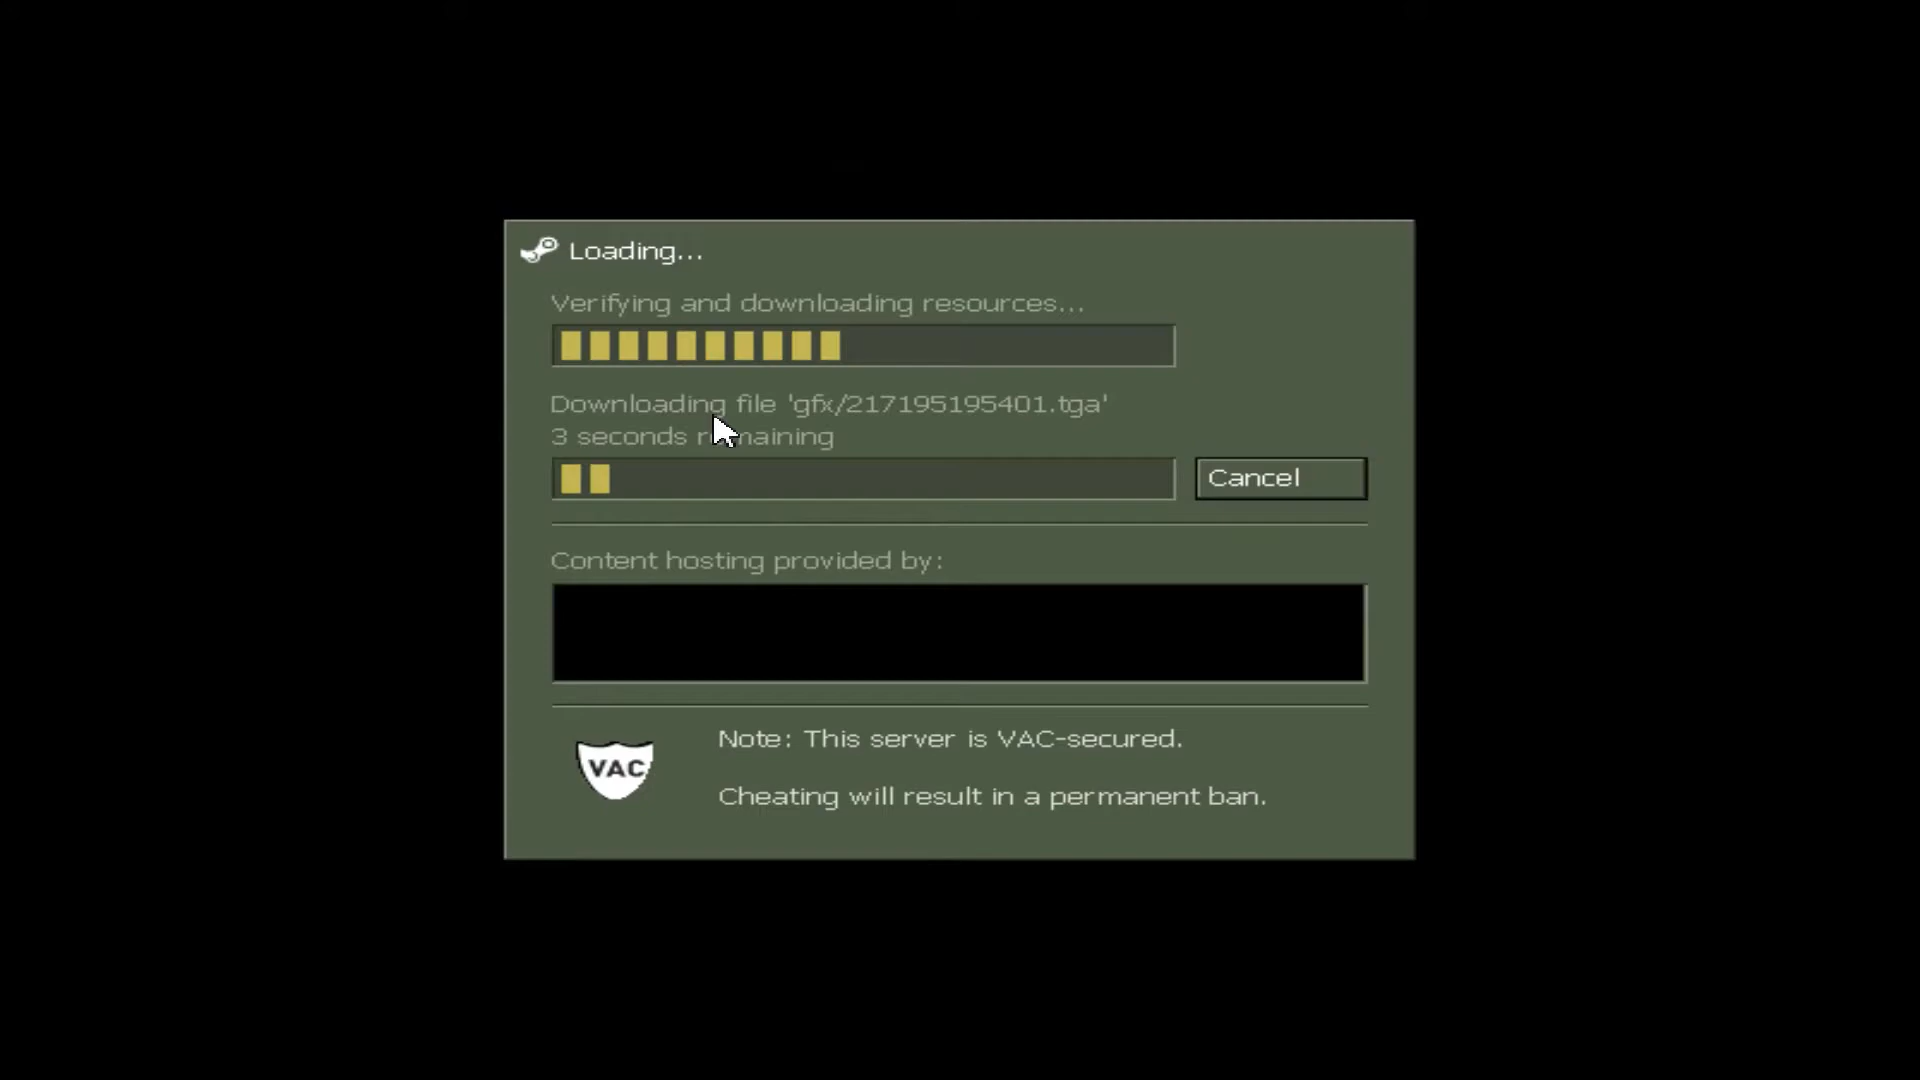 Loading...
Verifying and downloading resources...
Downloading file 'gfx/217195195401.tga'
3 seconds remaining
Cancel
Content hosting provided by:
VAC
Note: This server is VAC-secured.
Cheating will result in a permanent ban.